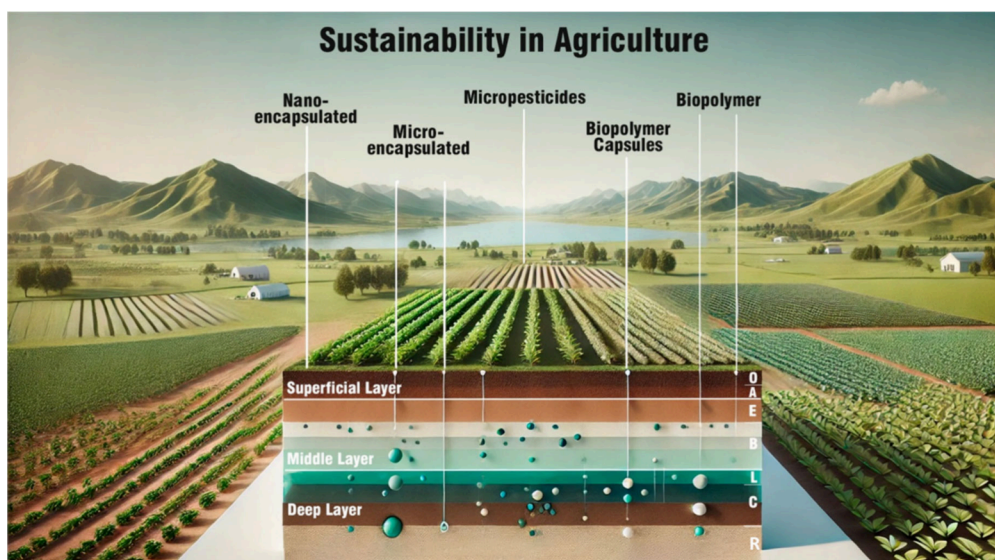 Sustainability in Agriculture
Nano-
encapsulated
Micro-
encapsulated
Micropesticides
Biopolymer
Capsules
Biopolymer
Superficial Layer
Middle Layer
Deep Layer
O
A
E
B
L
C
R